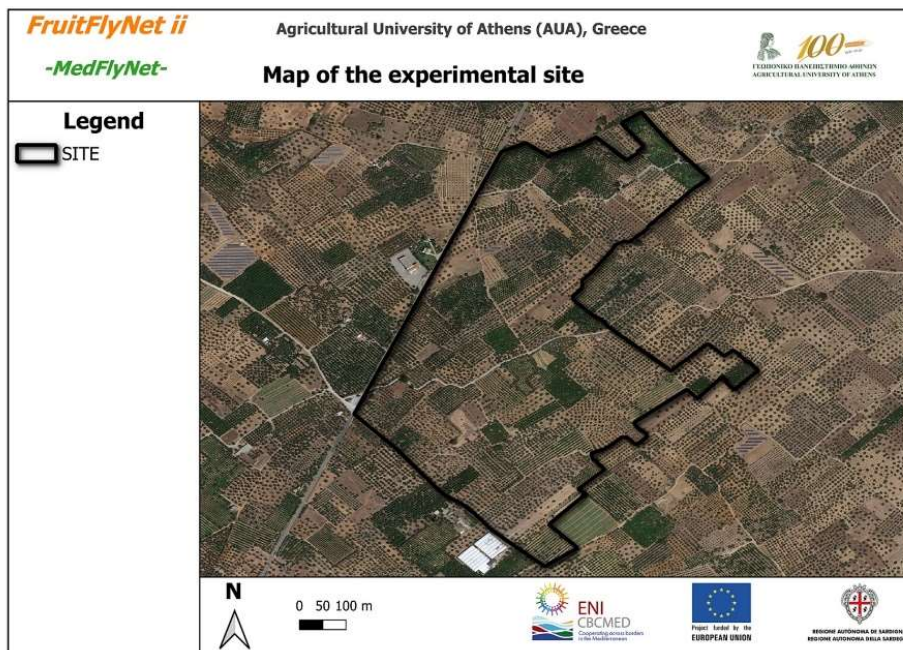 FruitFlyNet ii
-MedFlyNet-
Agricultural University of Athens (AUA), Greece
Map of the experimental site
100
ΓΕΩΠΟΝΙΚΟ ΠΑΝΕΠΙΣΤΗΜΙΟ ΑΘΗΝΩΝ
AGRICULTURAL UNIVERSITY OF ATHENS
Legend
SITE
N
0 50 100 m
ENI
CBCMED
Cooperating across borders
in the Mediterranean
Project funded by the
EUROPEAN UNION
REGIONE AUTÒNOMA DE SARDIGNA
REGIONE AUTONOMA DELLA SARDEGNA